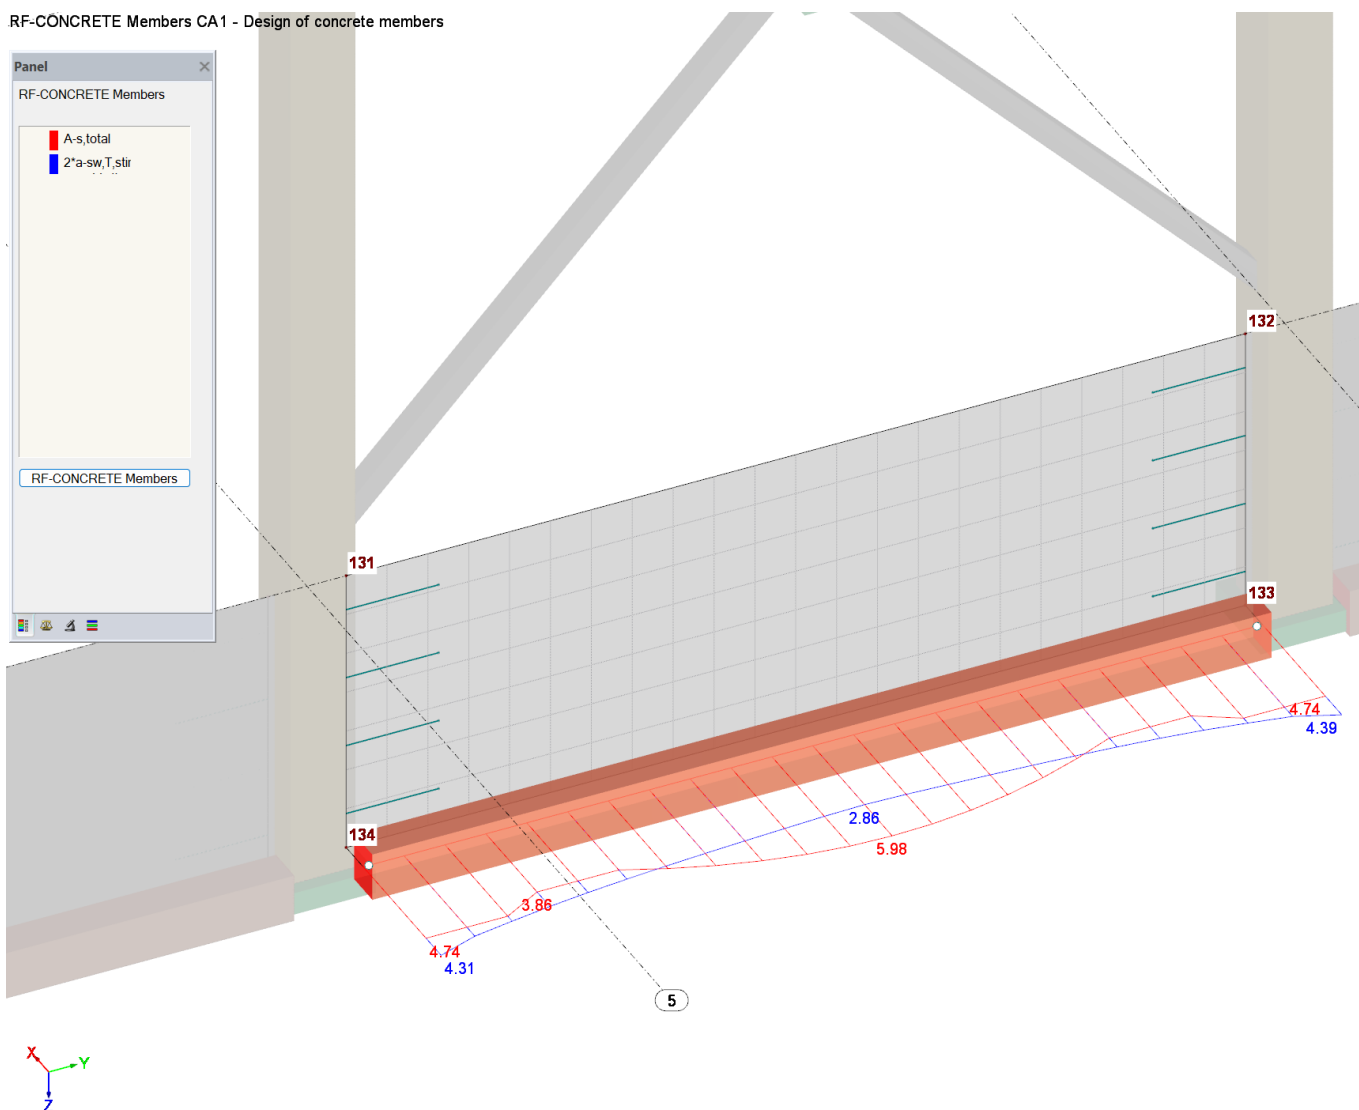 RF-CONCRETE Members CA1 - Design of concrete members
Panel
RF-CONCRETE Members
A-s,total
2*a-sw,T,stir
RF-CONCRETE Members
132
131
133
134
4.74
4.39
2.86
5.98
3.86
4.74
4.31
5
X
Y
Z